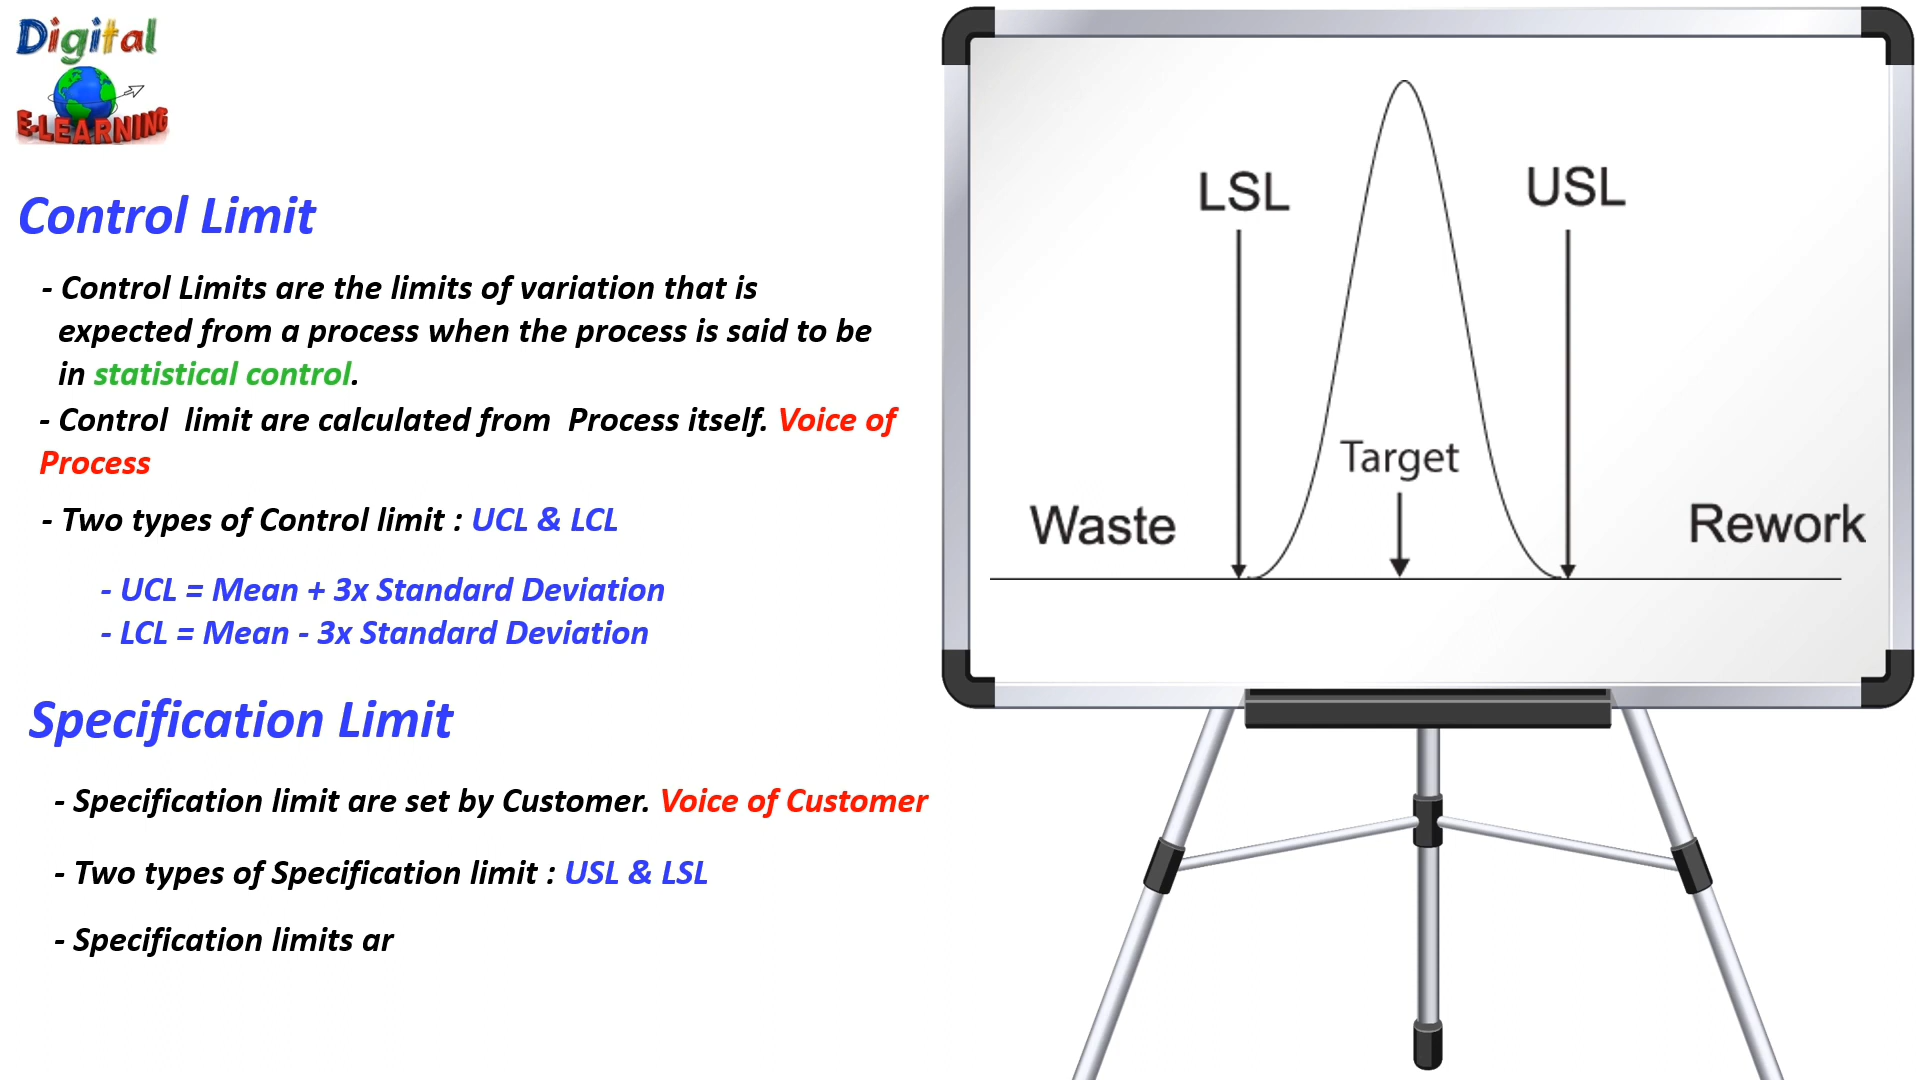 Digital
E-LEARNING
Control Limit
- Control Limits are the limits of variation that is
expected from a process when the process is said to be
in statistical control.
- Control  limit are calculated from  Process itself. Voice of
Process
- Two types of Control limit : UCL & LCL
- UCL = Mean + 3x Standard Deviation
- LCL = Mean - 3x Standard Deviation
Specification Limit
- Specification limit are set by Customer. Voice of Customer
- Two types of Specification limit : USL & LSL
- Specification limits ar
LSL
USL
Target
Waste
Rework